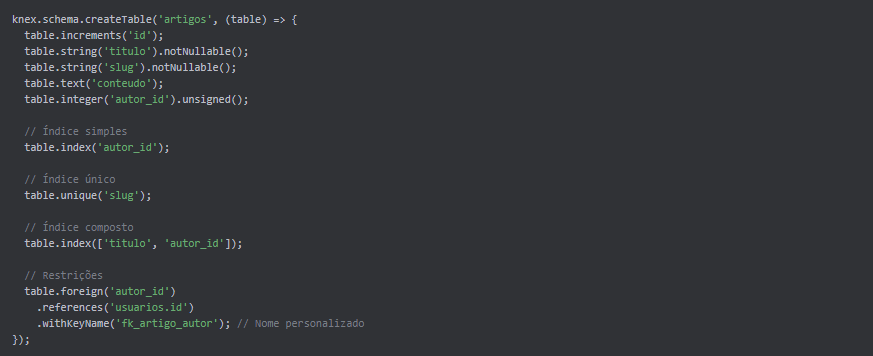 knex.schema.createTable('artigos', (table) => {
  table.increments('id');
  table.string('titulo').notNullable();
  table.string('slug').notNullable();
  table.text('conteudo');
  table.integer('autor_id').unsigned();

  // Índice simples
  table.index('autor_id');

  // Índice único
  table.unique('slug');

  // Índice composto
  table.index(['titulo', 'autor_id']);

  // Restrições
  table.foreign('autor_id')
    .references('usuarios.id')
    .withKeyName('fk_artigo_autor'); // Nome personalizado
});